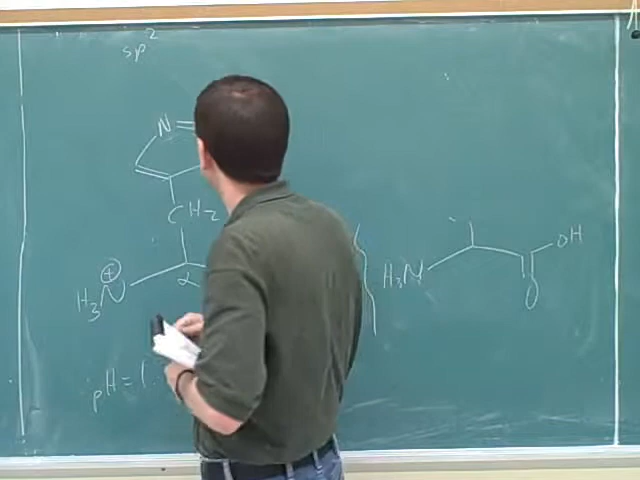 sp²
N
CH₂
OH
⊕
H₃N
α
H₃N
O
pH = 1